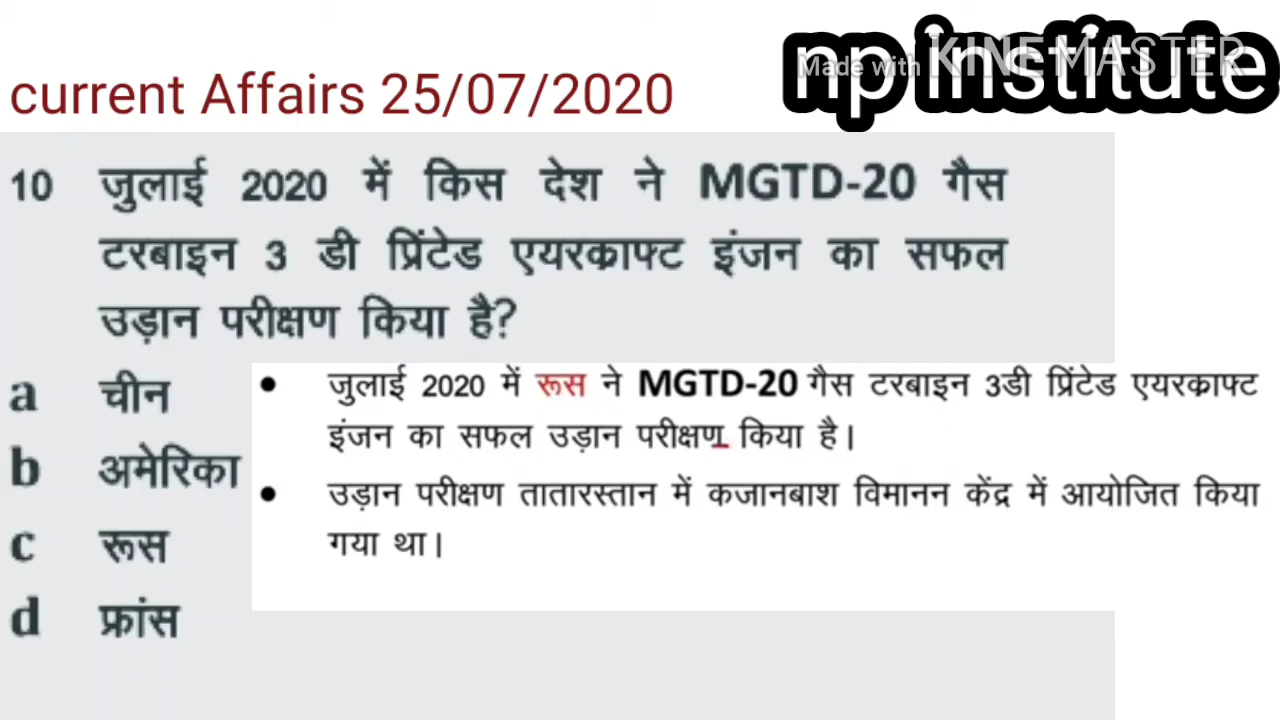 np institute
Made with KINEMASTER
current Affairs 25/07/2020
10 जुलाई 2020 में किस देश ने MGTD-20 गैस
टरबाइन 3 डी प्रिंटेड एयरक्राफ्ट इंजन का सफल
उड़ान परीक्षण किया है?
a चीन
b अमेरिका
c रूस
d फ्रांस
• जुलाई 2020 में रूस ने MGTD-20 गैस टरबाइन 3डी प्रिंटेड एयरक्राफ्ट
इंजन का सफल उड़ान परीक्षण किया है।
• उड़ान परीक्षण तातारस्तान में कजानबाश विमानन केंद्र में आयोजित किया
गया था।